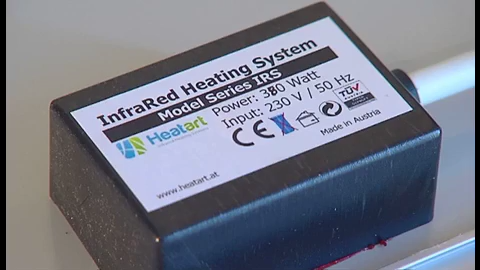 InfraRed Heating System
Model Series IRS
Power: 380 Watt
Input: 230 V / 50 Hz
Heatart
CE
TÜV
Made in Austria
www.heatart.at